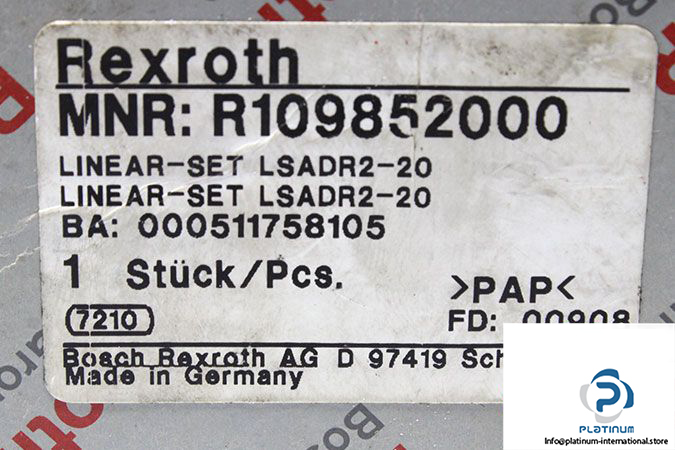 Rexroth
MNR: R109852000
LINEAR-SET LSADR2-20
LINEAR-SET LSADR2-20
BA: 000511758105
1 Stück/Pcs.
>PAP<
7210
FD: 00908
Bosch Rexroth AG D 97419
Made in Germany
PLATINUM
info@platinum-international.store